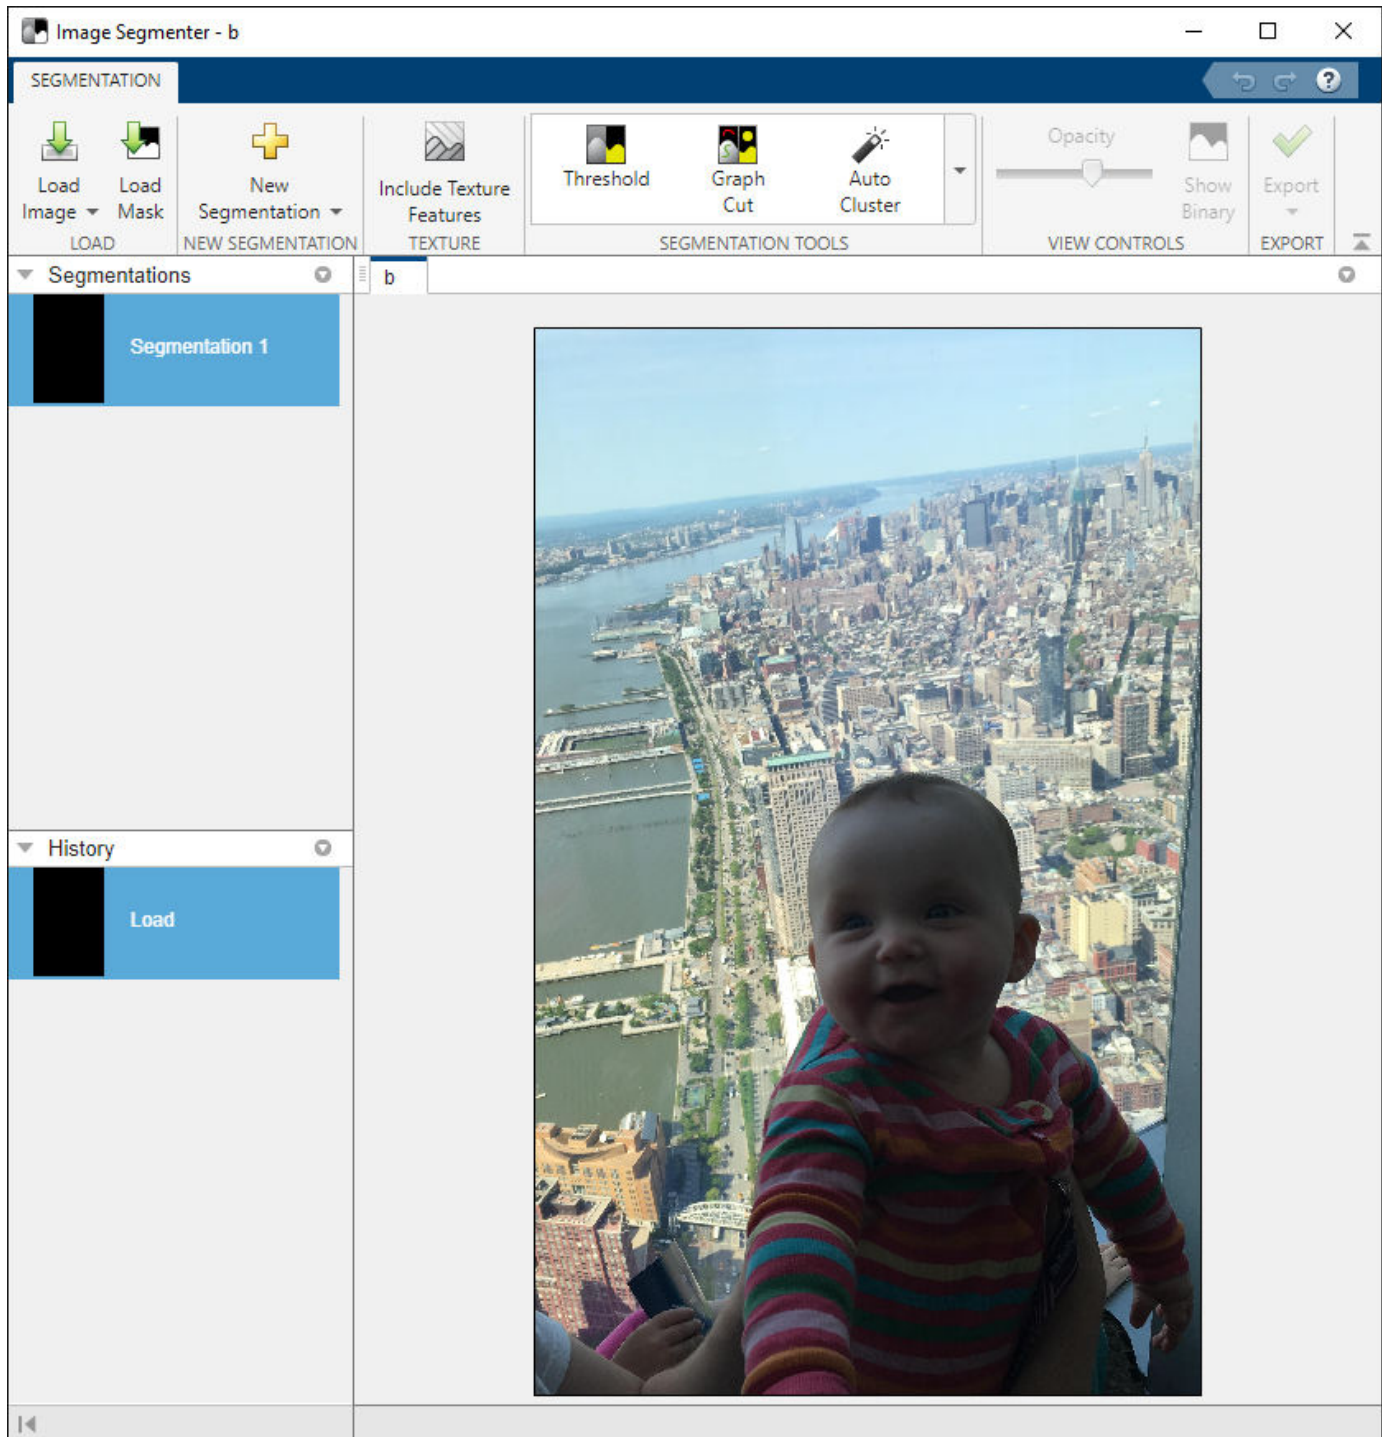 Image Segmenter - b
SEGMENTATION
?
Load
Image
Load
Mask
New
Segmentation
Include Texture
Features
Threshold
Graph
Cut
Auto
Cluster
Opacity
Show
Binary
Export
LOAD
NEW SEGMENTATION
TEXTURE
SEGMENTATION TOOLS
VIEW CONTROLS
EXPORT
Segmentations
b
Segmentation 1
History
Load